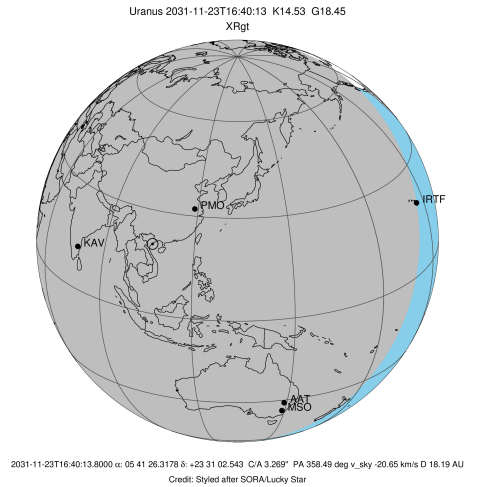 Uranus 2031-11-23T16:40:13 K14.53 G18.45
XRgt
IRTF
PMO
KAV
AAT
MSO
2031-11-23T16:40:13.8000 α: 05 41 26.3178 δ: +23 31 02.543 C/A 3.269" PA 358.49 deg v_sky -20.65 km/s D 18.19 AU
Credit: Styled after SORA/Lucky Star